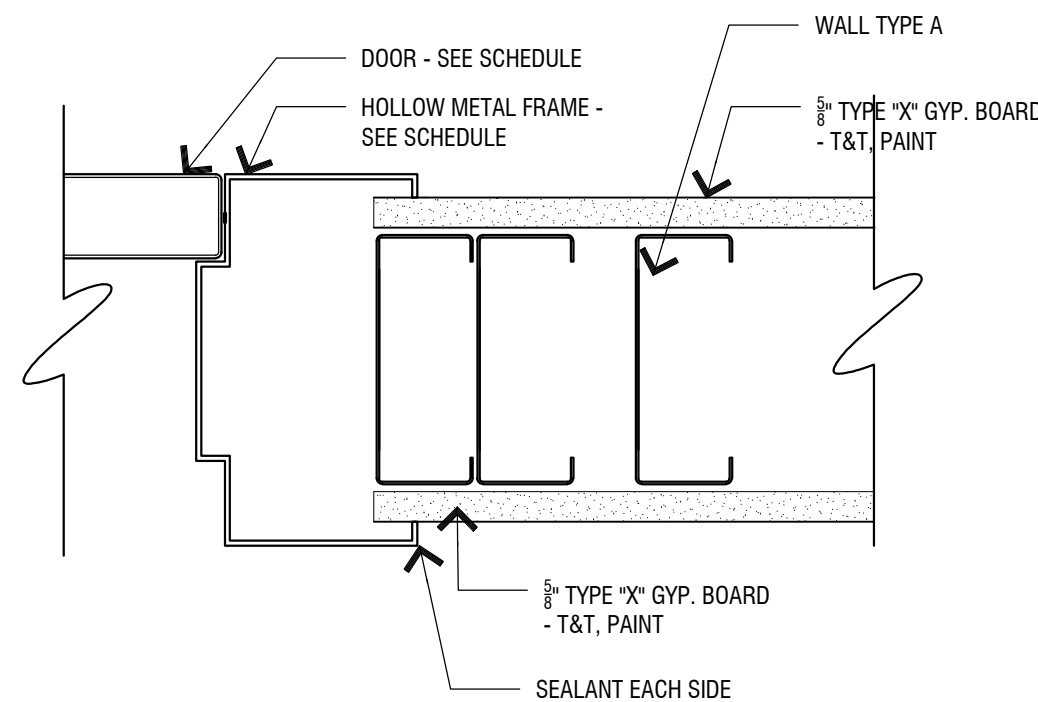 WALL TYPE A
DOOR - SEE SCHEDULE
HOLLOW METAL FRAME -
SEE SCHEDULE
5/8" TYPE "X" GYP. BOARD
- T&T, PAINT
5/8" TYPE "X" GYP. BOARD
- T&T, PAINT
SEALANT EACH SIDE